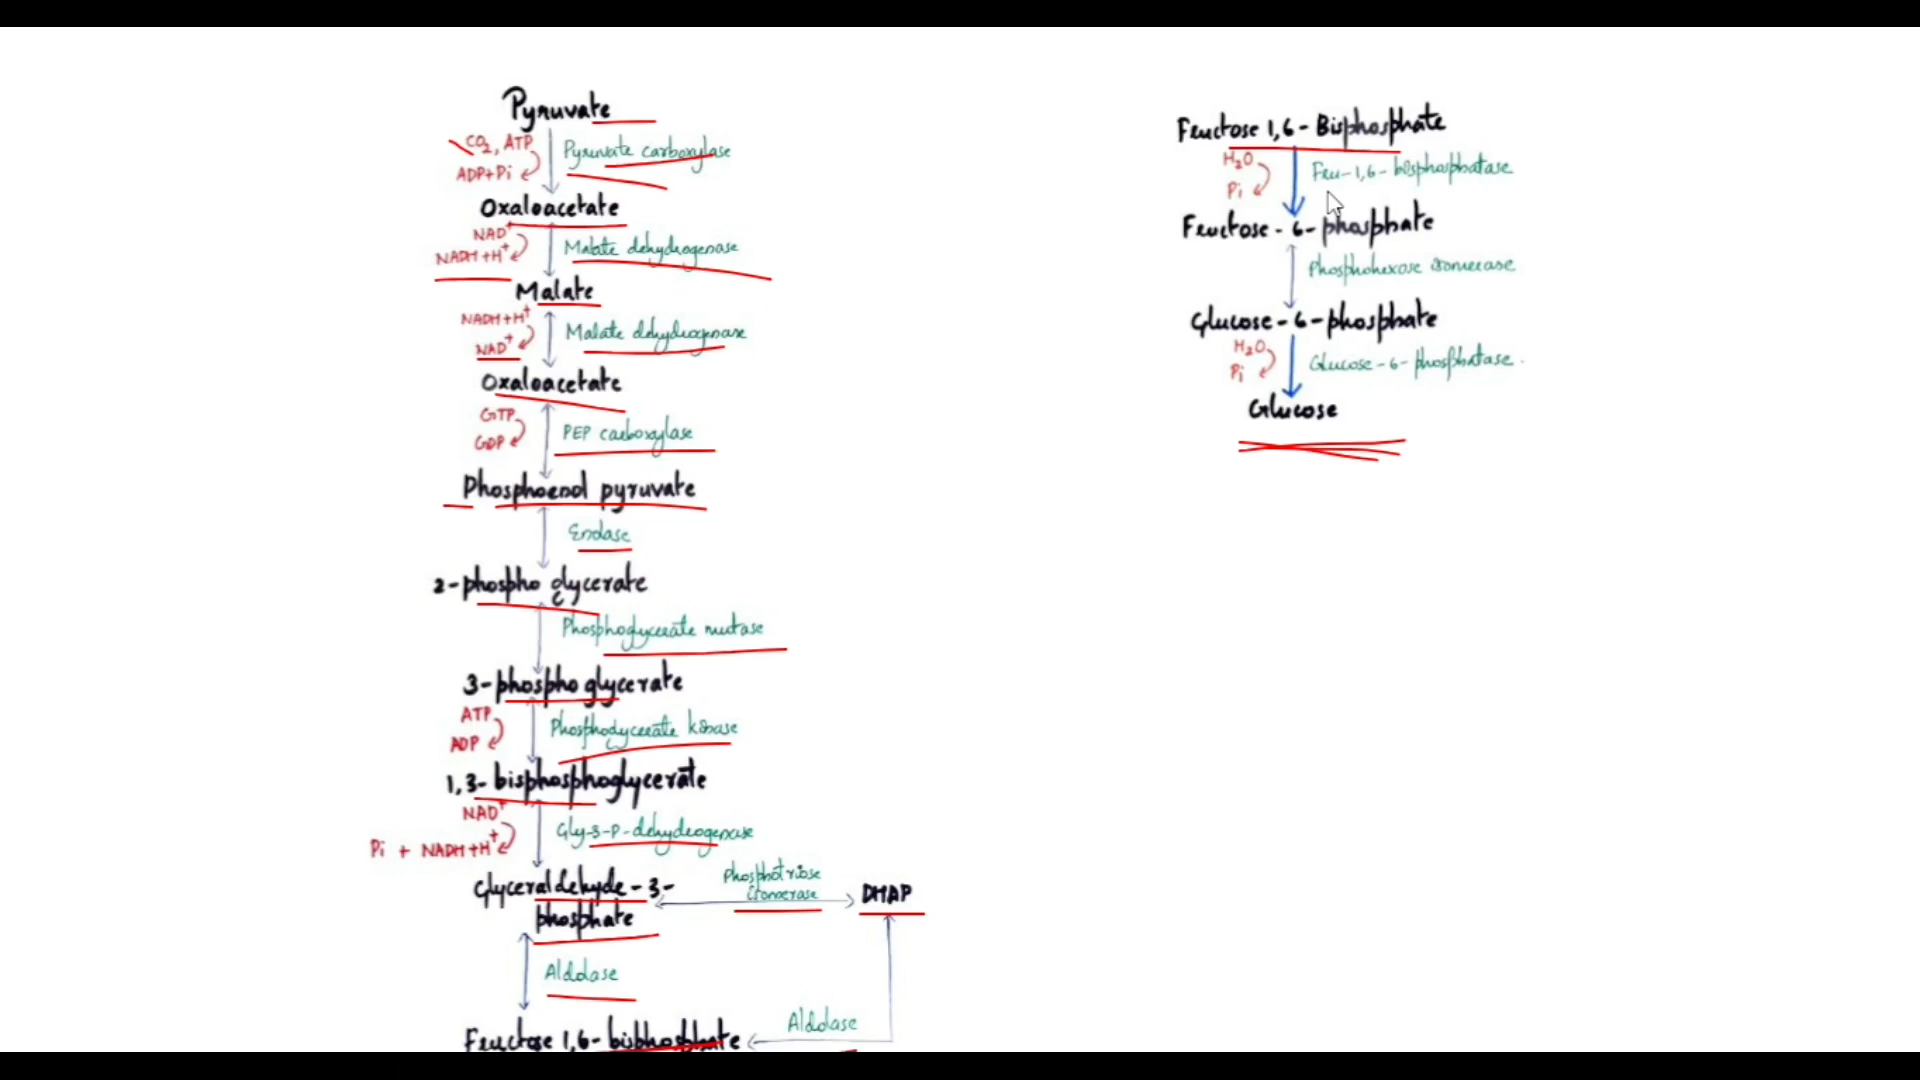 Pyruvate
CO2, ATP
Pyruvate carboxylase
ADP+Pi
Oxaloacetate
NAD+
Malate dehydrogenase
NADH+H+
Malate
NADH+H+
Malate dehydrogenase
NAD+
Oxaloacetate
GTP
PEP carboxylase
GDP
Phosphoenol pyruvate
Enolase
2-phospho glycerate
Phosphoglycerate mutase
3-phospho glycerate
ATP
Phosphoglycerate kinase
ADP
1,3-bisphosphoglycerate
NAD+
Gly-3-P-dehydrogenase
Pi + NADH+H+
Glyceraldehyde-3-
phosphate
Phosphotriose
isomerase
DHAP
Aldolase
Aldolase
Fructose 1,6-bisphosphate
Fructose 1,6-Bisphosphate
H2O
Fru-1,6-bisphosphatase
Pi
Fructose-6-phosphate
Phosphohexose isomerase
Glucose-6-phosphate
H2O
Glucose-6-phosphatase.
Pi
Glucose